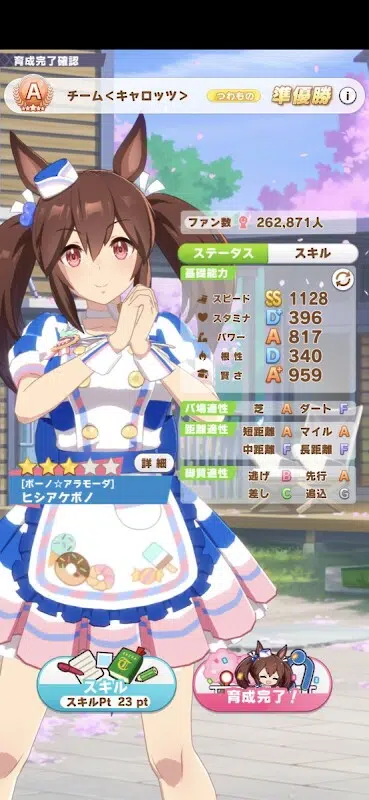 育成完了確認
A
チーム<キャロッツ>
つわもの
準優勝
i
ファン数 262,871人
ステータス
スキル
基礎能力
スピード SS 1128
スタミナ D+ 396
パワー A 817
根性 D 340
賢さ A+ 959
バ場適性 芝 A ダート F
距離適性 短距離 A マイル A
中距離 F 長距離 F
脚質適性 逃げ B 先行 A
差し C 追込 G
詳細
[ボーノ☆アラモーダ]
ヒシアケボノ
スキル
スキルPt 23 pt
育成完了!